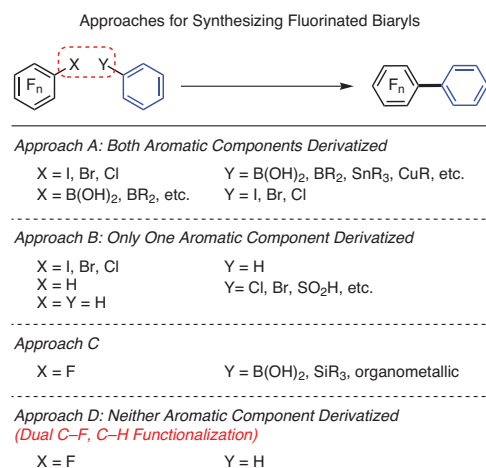 Approaches for Synthesizing Fluorinated Biaryls
X Y
Fn Fn
Approach A: Both Aromatic Components Derivatized
X = I, Br, Cl Y = B(OH)2, BR2, SnR3, CuR, etc.
X = B(OH)2, BR2, etc. Y = I, Br, Cl
Approach B: Only One Aromatic Component Derivatized
X = I, Br, Cl Y = H
X = H Y= Cl, Br, SO2H, etc.
X = Y = H
Approach C
X = F Y = B(OH)2, SiR3, organometallic
Approach D: Neither Aromatic Component Derivatized
(Dual C–F, C–H Functionalization)
X = F Y = H